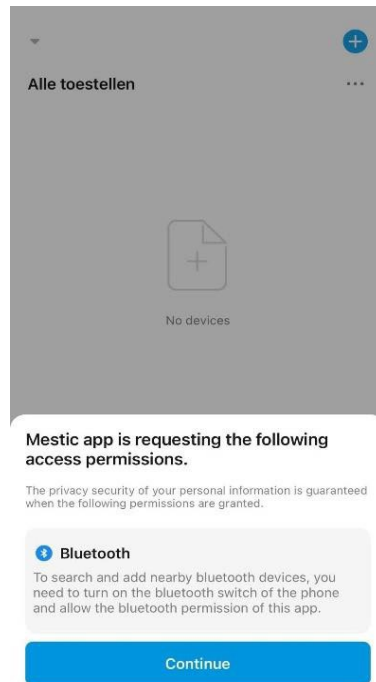 Alle toestellen
No devices
Mestic app is requesting the following
access permissions.
The privacy security of your personal information is guaranteed
when the following permissions are granted.
Bluetooth
To search and add nearby bluetooth devices, you
need to turn on the bluetooth switch of the phone
and allow the bluetooth permission of this app.
Continue